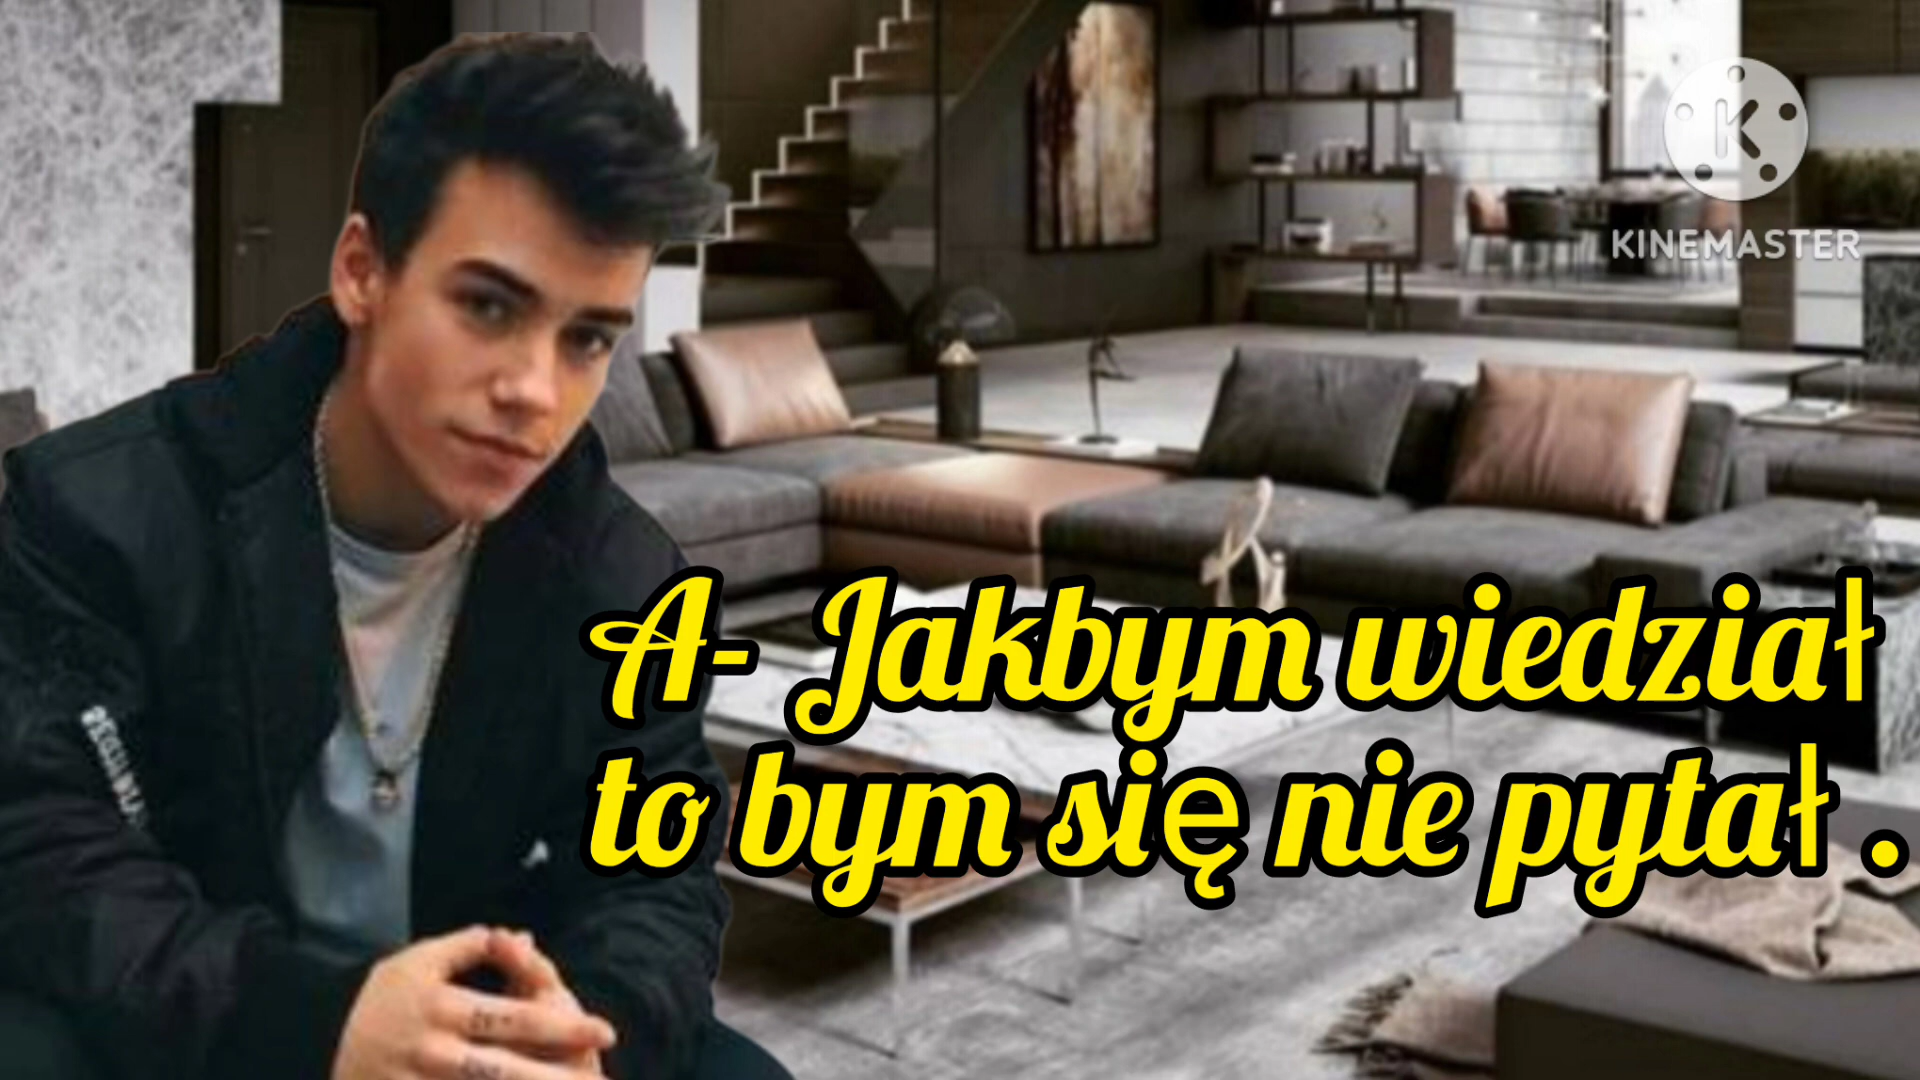 KINEMASTER
A- Jakbym wiedział
to bym się nie pytał .